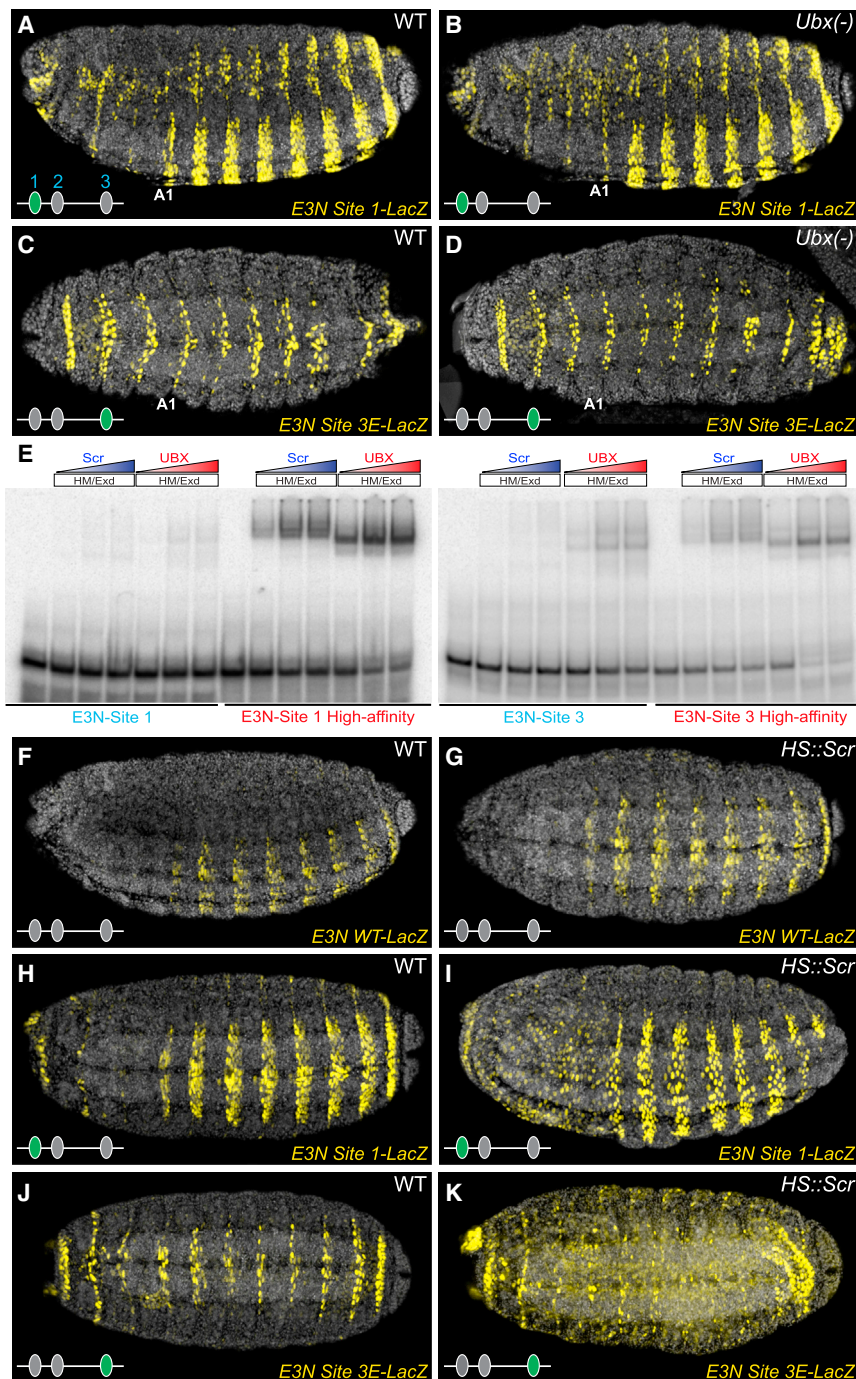 A WT
1 2 3
A1
E3N Site 1-LacZ
B Ubx(-)
A1
E3N Site 1-LacZ
C WT
A1
E3N Site 3E-LacZ
D Ubx(-)
A1
E3N Site 3E-LacZ
E
Scr UBX Scr UBX Scr UBX Scr UBX
HM/Exd HM/Exd HM/Exd HM/Exd HM/Exd HM/Exd HM/Exd HM/Exd
E3N-Site 1 E3N-Site 1 High-affinity E3N-Site 3 E3N-Site 3 High-affinity
F WT
E3N WT-LacZ
G HS::Scr
E3N WT-LacZ
H WT
E3N Site 1-LacZ
I HS::Scr
E3N Site 1-LacZ
J WT
E3N Site 3E-LacZ
K HS::Scr
E3N Site 3E-LacZ